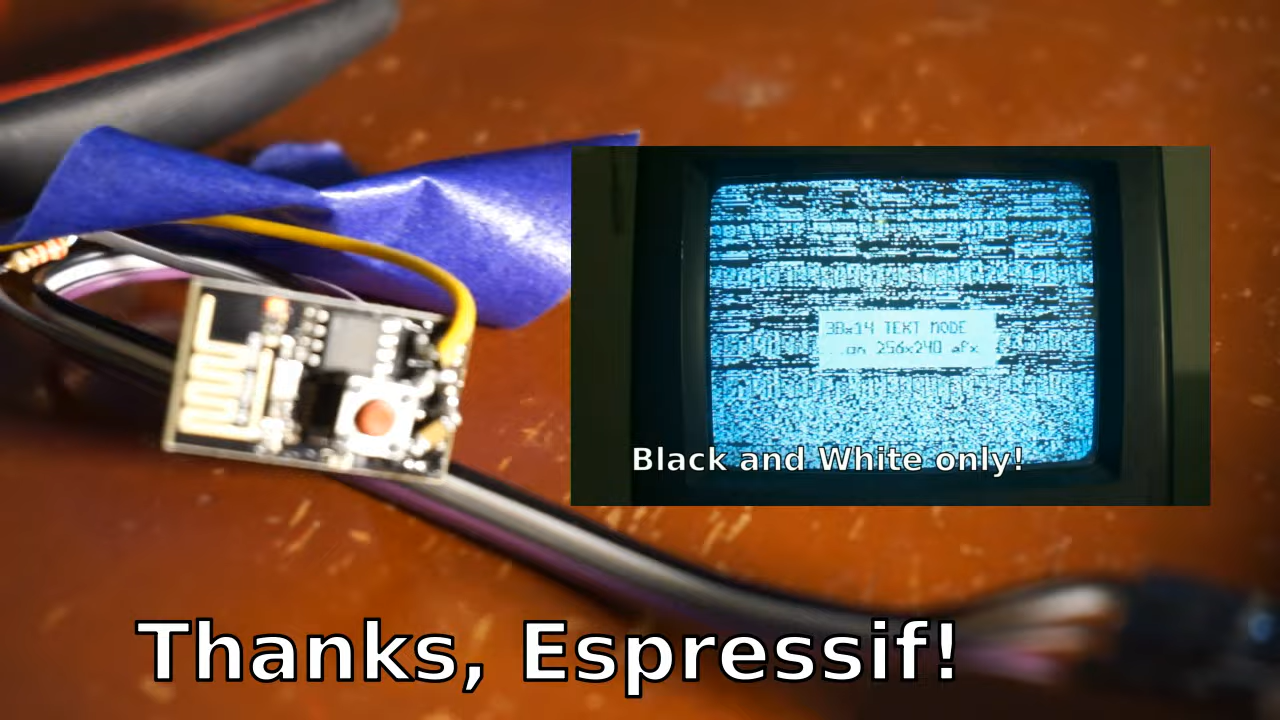 38x14 TEXT MODE
..on 256x240 gfx
Black and White only!
Thanks, Espressif!